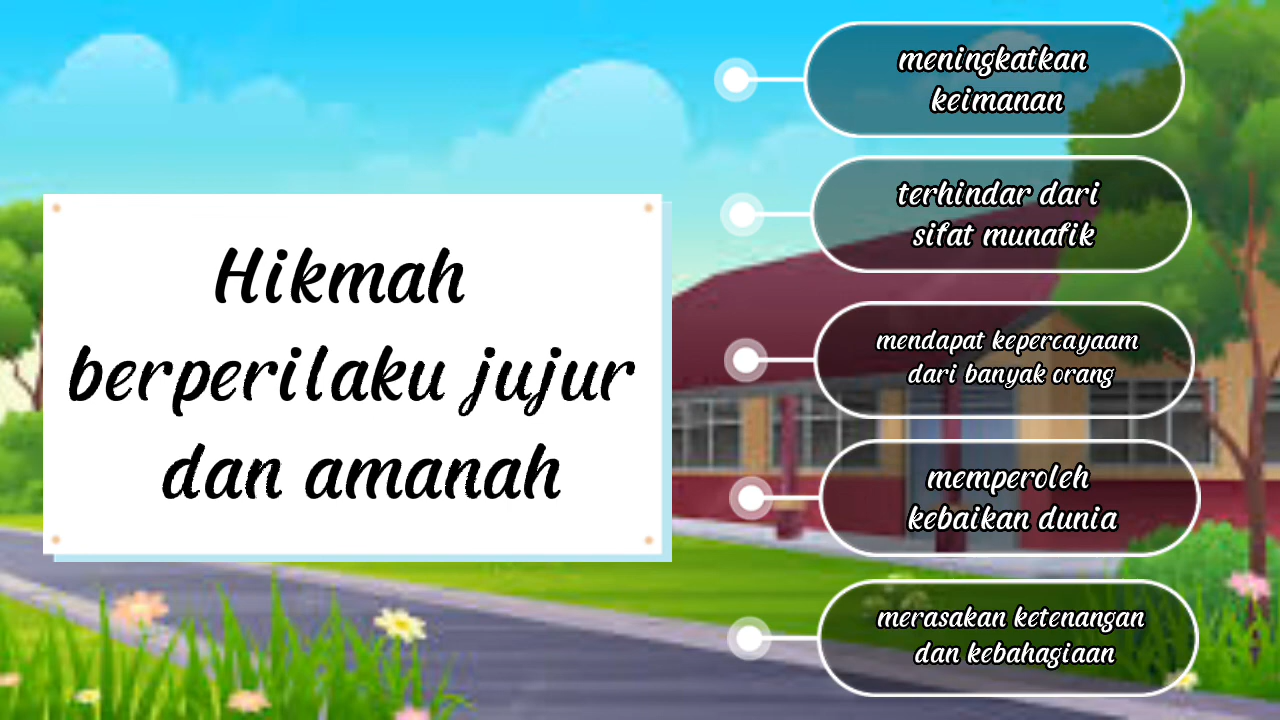 Hikmah
berperilaku jujur
dan amanah
meningkatkan
keimanan
terhindar dari
sifat munafik
mendapat kepercayaam
dari banyak orang
memperoleh
kebaikan dunia
merasakan ketenangan
dan kebahagiaan